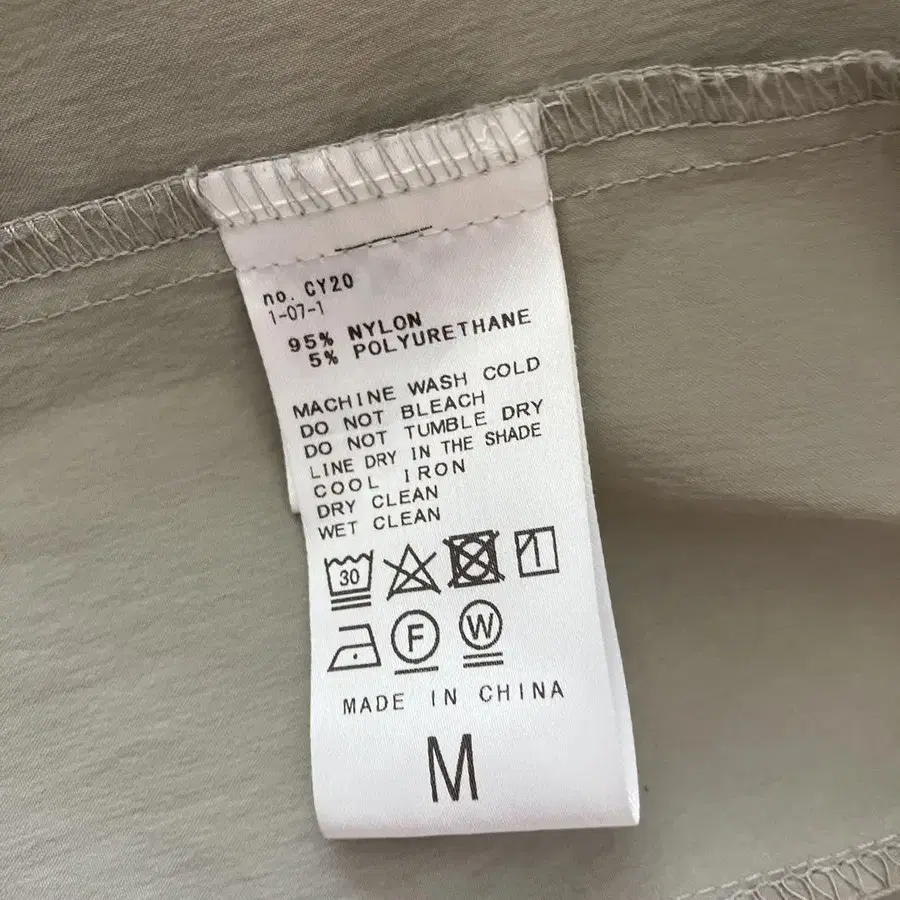 no. CY20
1-07-1
95% NYLON
5% POLYURETHANE
MACHINE WASH COLD
DO NOT BLEACH
DO NOT TUMBLE DRY
LINE DRY IN THE SHADE
COOL IRON
DRY CLEAN
WET CLEAN
30
F W
MADE IN CHINA
M